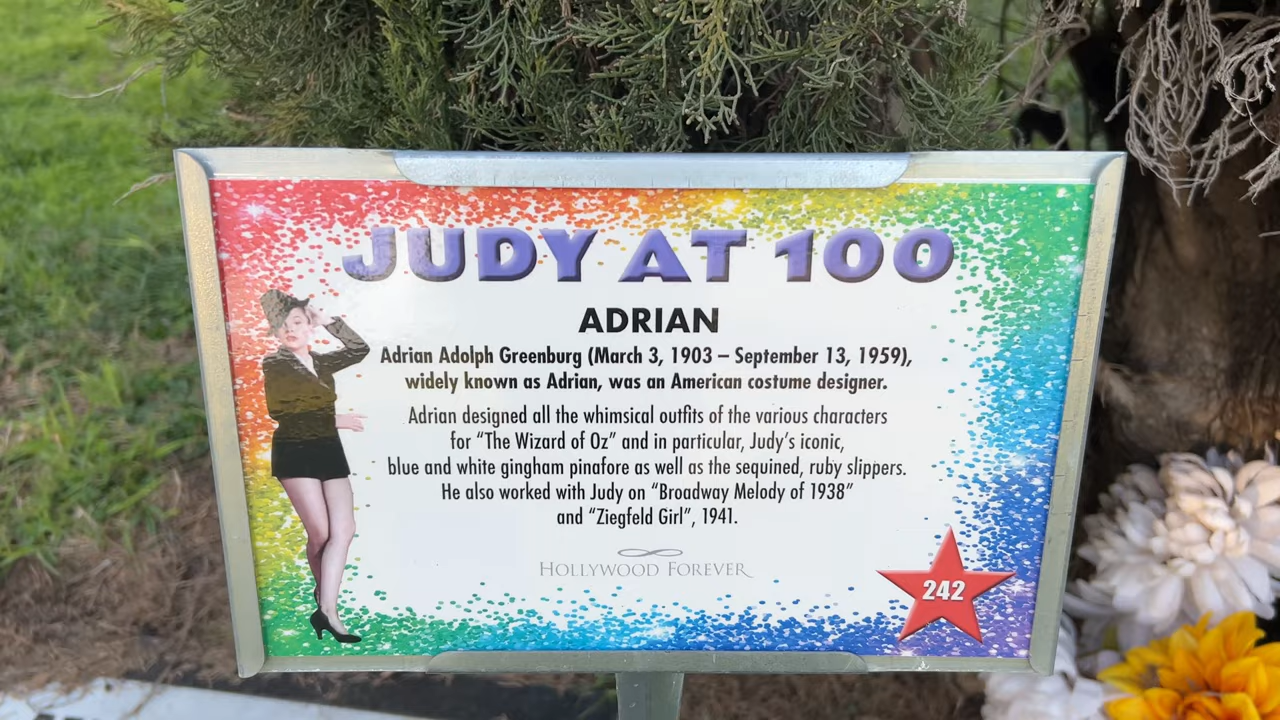 JUDY AT 100
ADRIAN
Adrian Adolph Greenburg (March 3, 1903 – September 13, 1959),
widely known as Adrian, was an American costume designer.
Adrian designed all the whimsical outfits of the various characters
for “The Wizard of Oz” and in particular, Judy’s iconic,
blue and white gingham pinafore as well as the sequined, ruby slippers.
He also worked with Judy on “Broadway Melody of 1938”
and “Ziegfeld Girl”, 1941.
HOLLYWOOD FOREVER
242